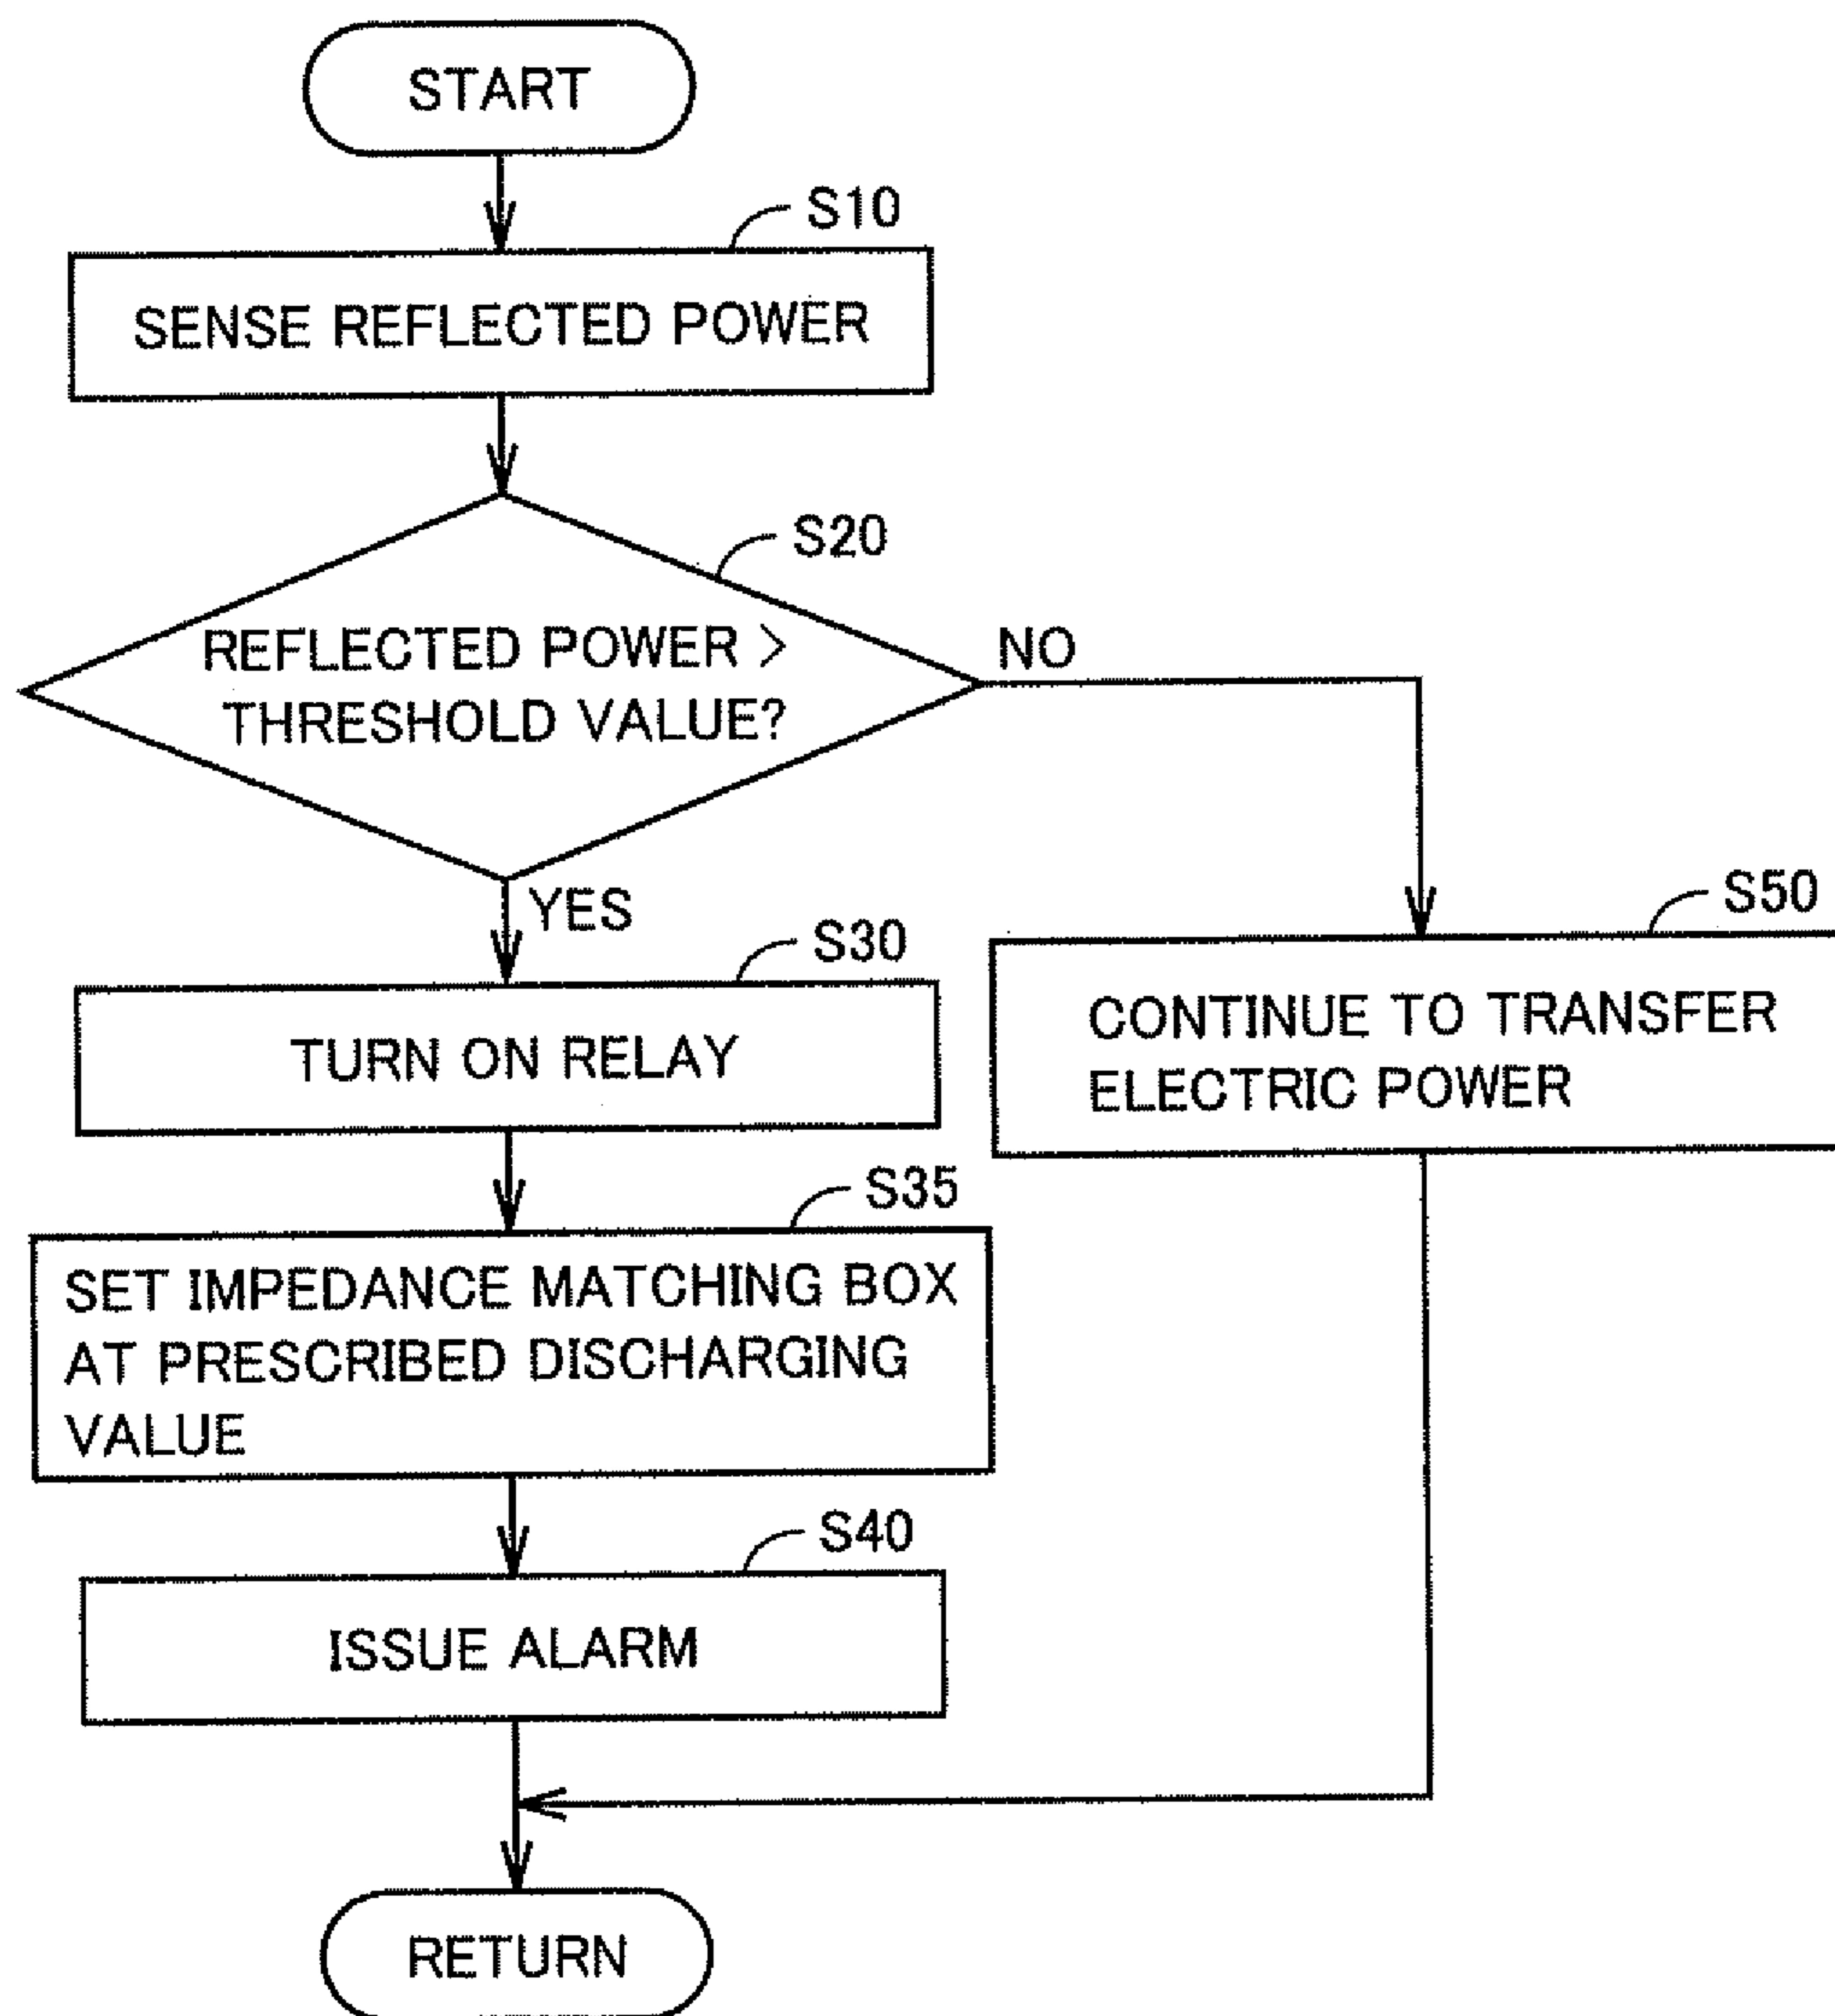 START
S10
SENSE REFLECTED POWER
S20
REFLECTED POWER >
THRESHOLD VALUE?
NO
YES
S30
TURN ON RELAY
S50
CONTINUE TO TRANSFER
ELECTRIC POWER
S35
SET IMPEDANCE MATCHING BOX
AT PRESCRIBED DISCHARGING
VALUE
S40
ISSUE ALARM
RETURN